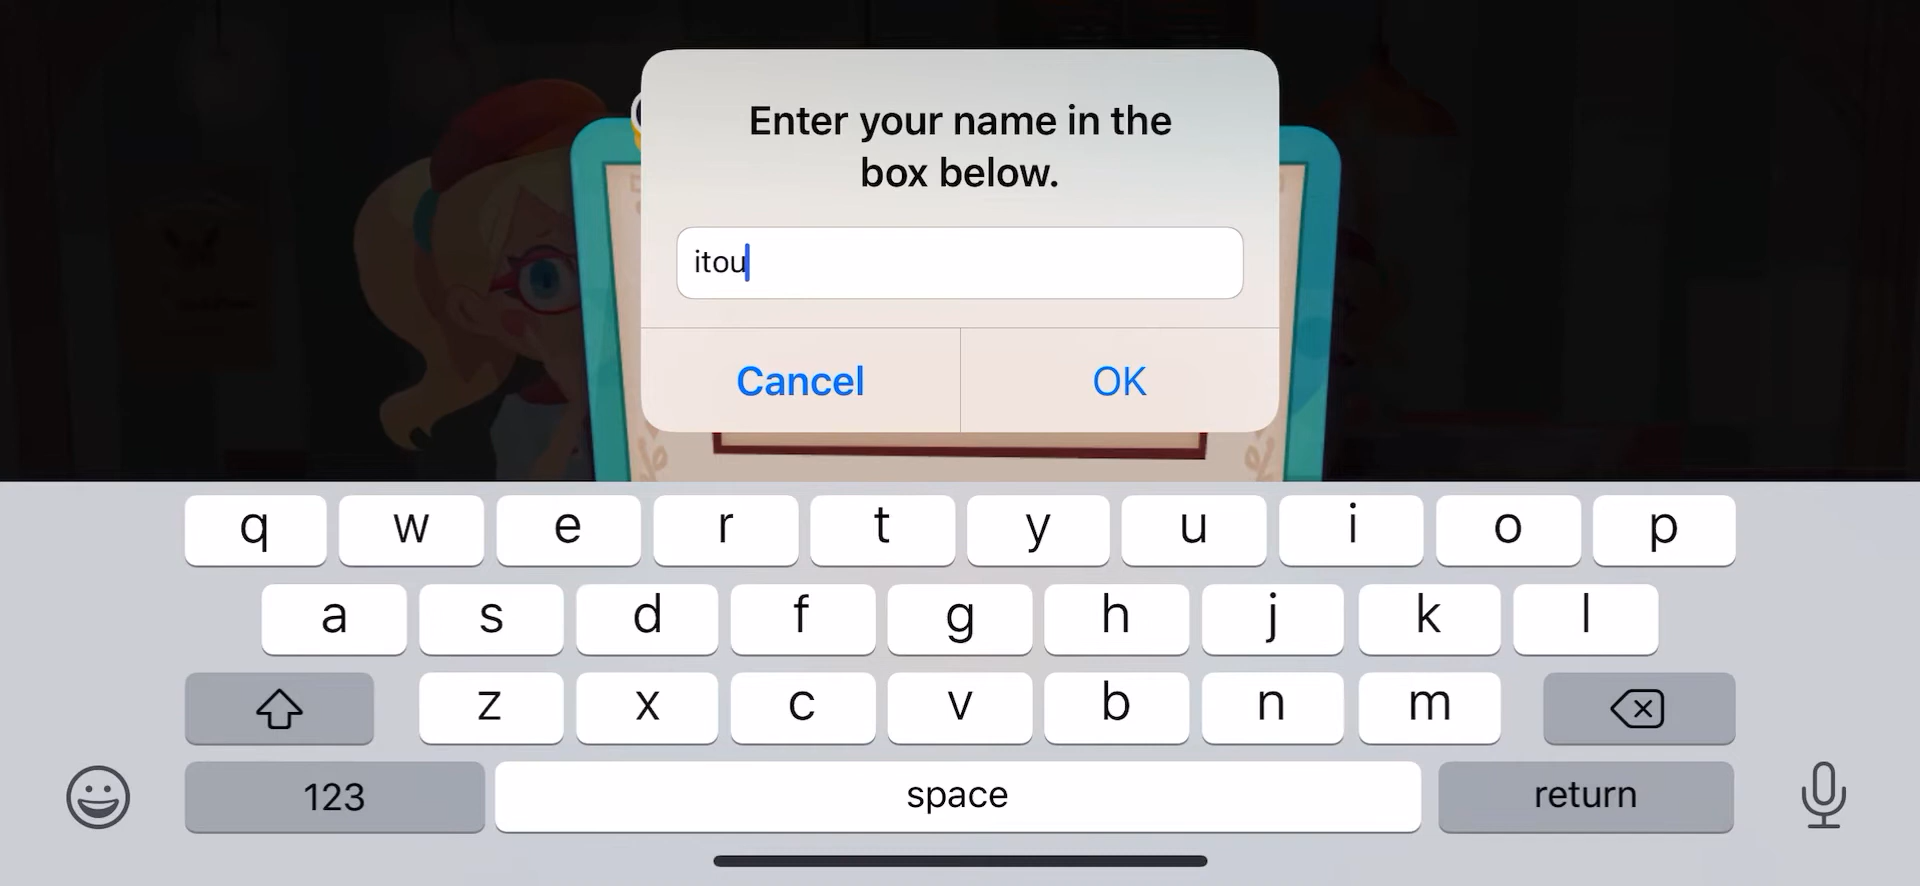 Enter your name in the
box below.
itou
Cancel OK
q w e r t y u i o p
a s d f g h j k l
z x c v b n m
123 space return